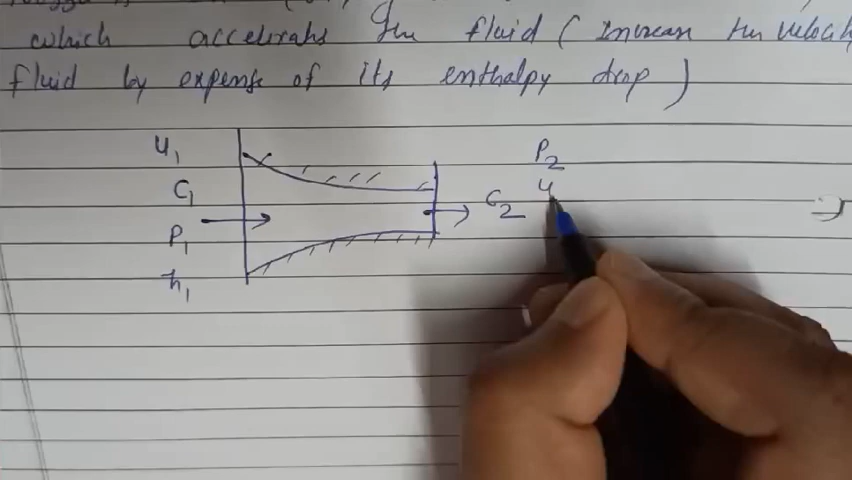 which accelerates the fluid ( Increase the veloci
fluid by expense of its enthalpy drop )
u1
C1
P1
h1
C2
P2
u